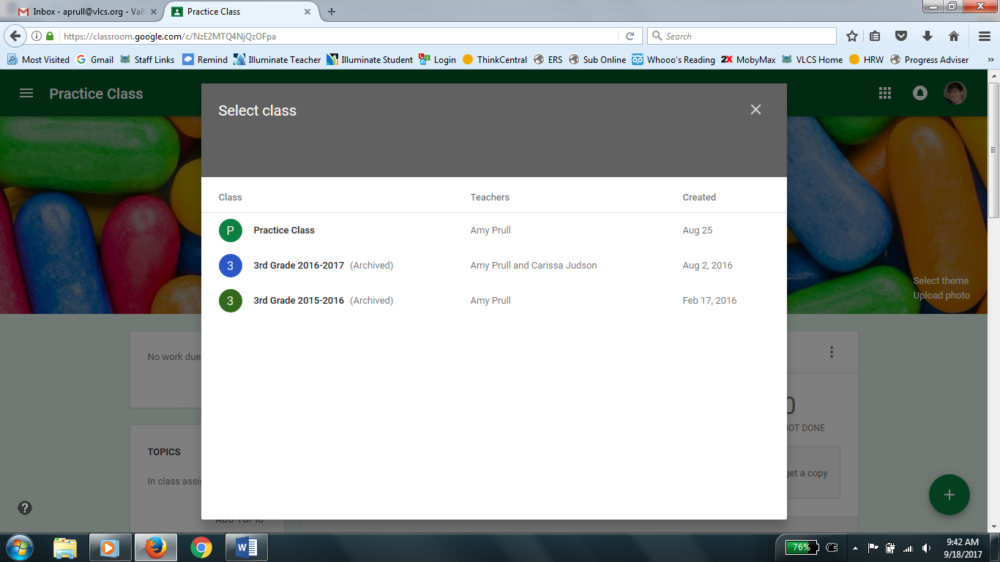 Inbox - aprull@vlcs.org - Vall
Practice Class
https://classroom.google.com/c/NzE2MTQ4NjQzOFpa
Search
Most Visited Gmail Staff Links Remind Illuminate Teacher Illuminate Student Login ThinkCentral ERS Sub Online Whooo's Reading MobyMax VLCS Home HRW Progress Adviser »
Practice Class
Select class
Class Teachers Created
P Practice Class Amy Prull Aug 25
3 3rd Grade 2016-2017 (Archived) Amy Prull and Carissa Judson Aug 2, 2016
3 3rd Grade 2015-2016 (Archived) Amy Prull Feb 17, 2016
Select theme
Upload photo
No work due
0
NOT DONE
TOPICS
In class assig
get a copy
ADD TOPIC
76%
9:42 AM
9/18/2017